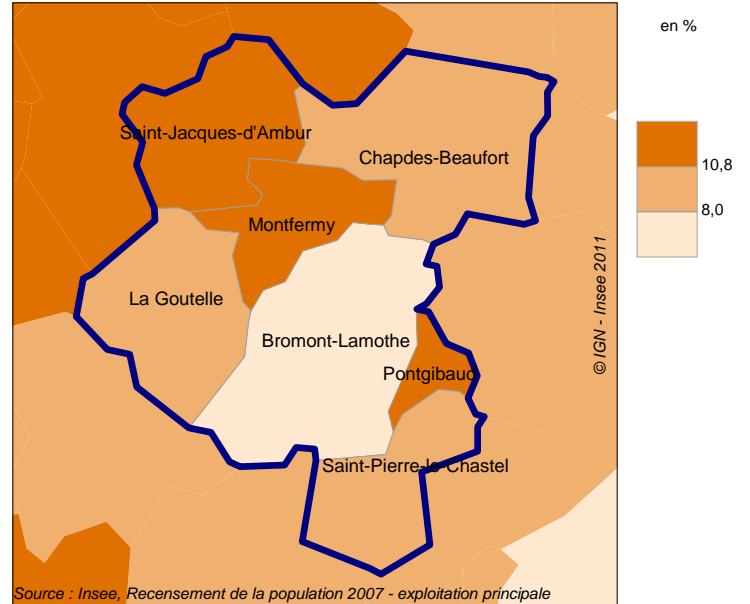 en %
10,8
8,0
Saint-Jacques-d'Ambur
Chapdes-Beaufort
Montfermy
La Goutelle
Bromont-Lamothe
Pontgibaud
Saint-Pierre-le-Chastel
© IGN - Insee 2011
Source : Insee, Recensement de la population 2007 - exploitation principale